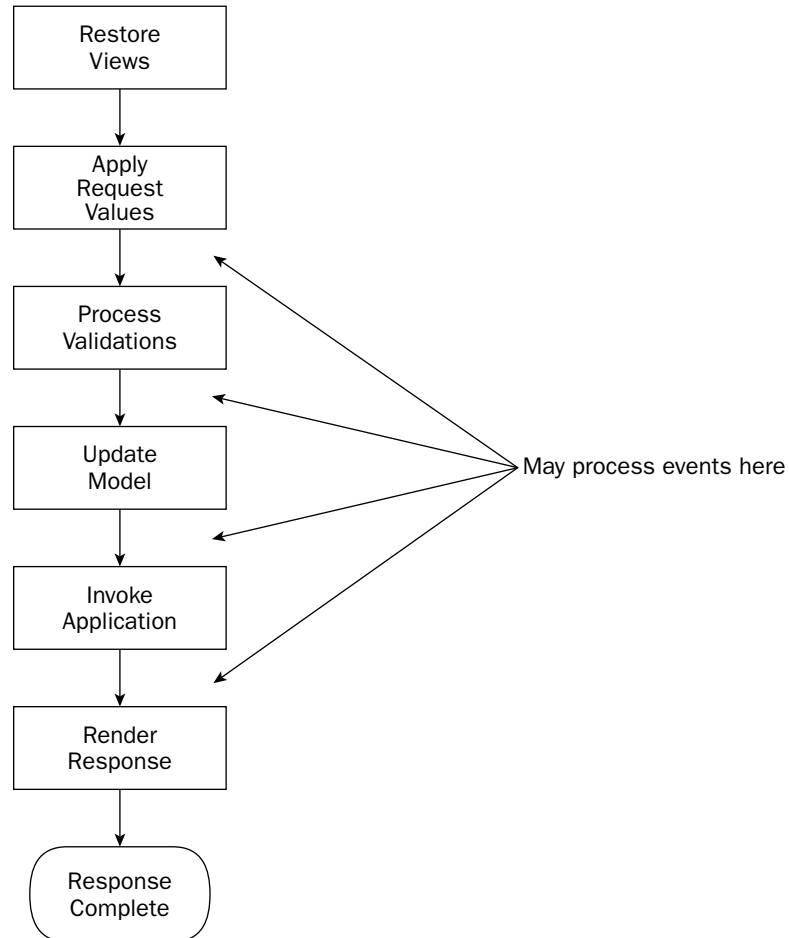 Restore
Views
Apply
Request
Values
Process
Validations
Update
Model
May process events here
Invoke
Application
Render
Response
Response
Complete